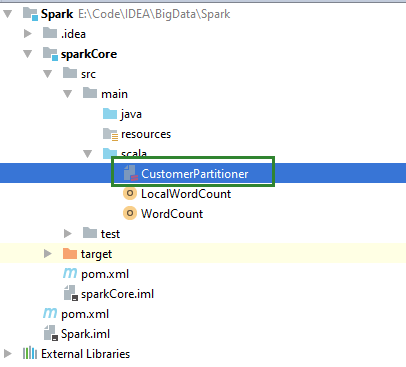 Spark E:\Code\IDEA\BigData\Spark
.idea
sparkCore
src
main
java
resources
scala
CustomerPartitioner
LocalWordCount
WordCount
test
target
m pom.xml
sparkCore.iml
m pom.xml
Spark.iml
External Libraries